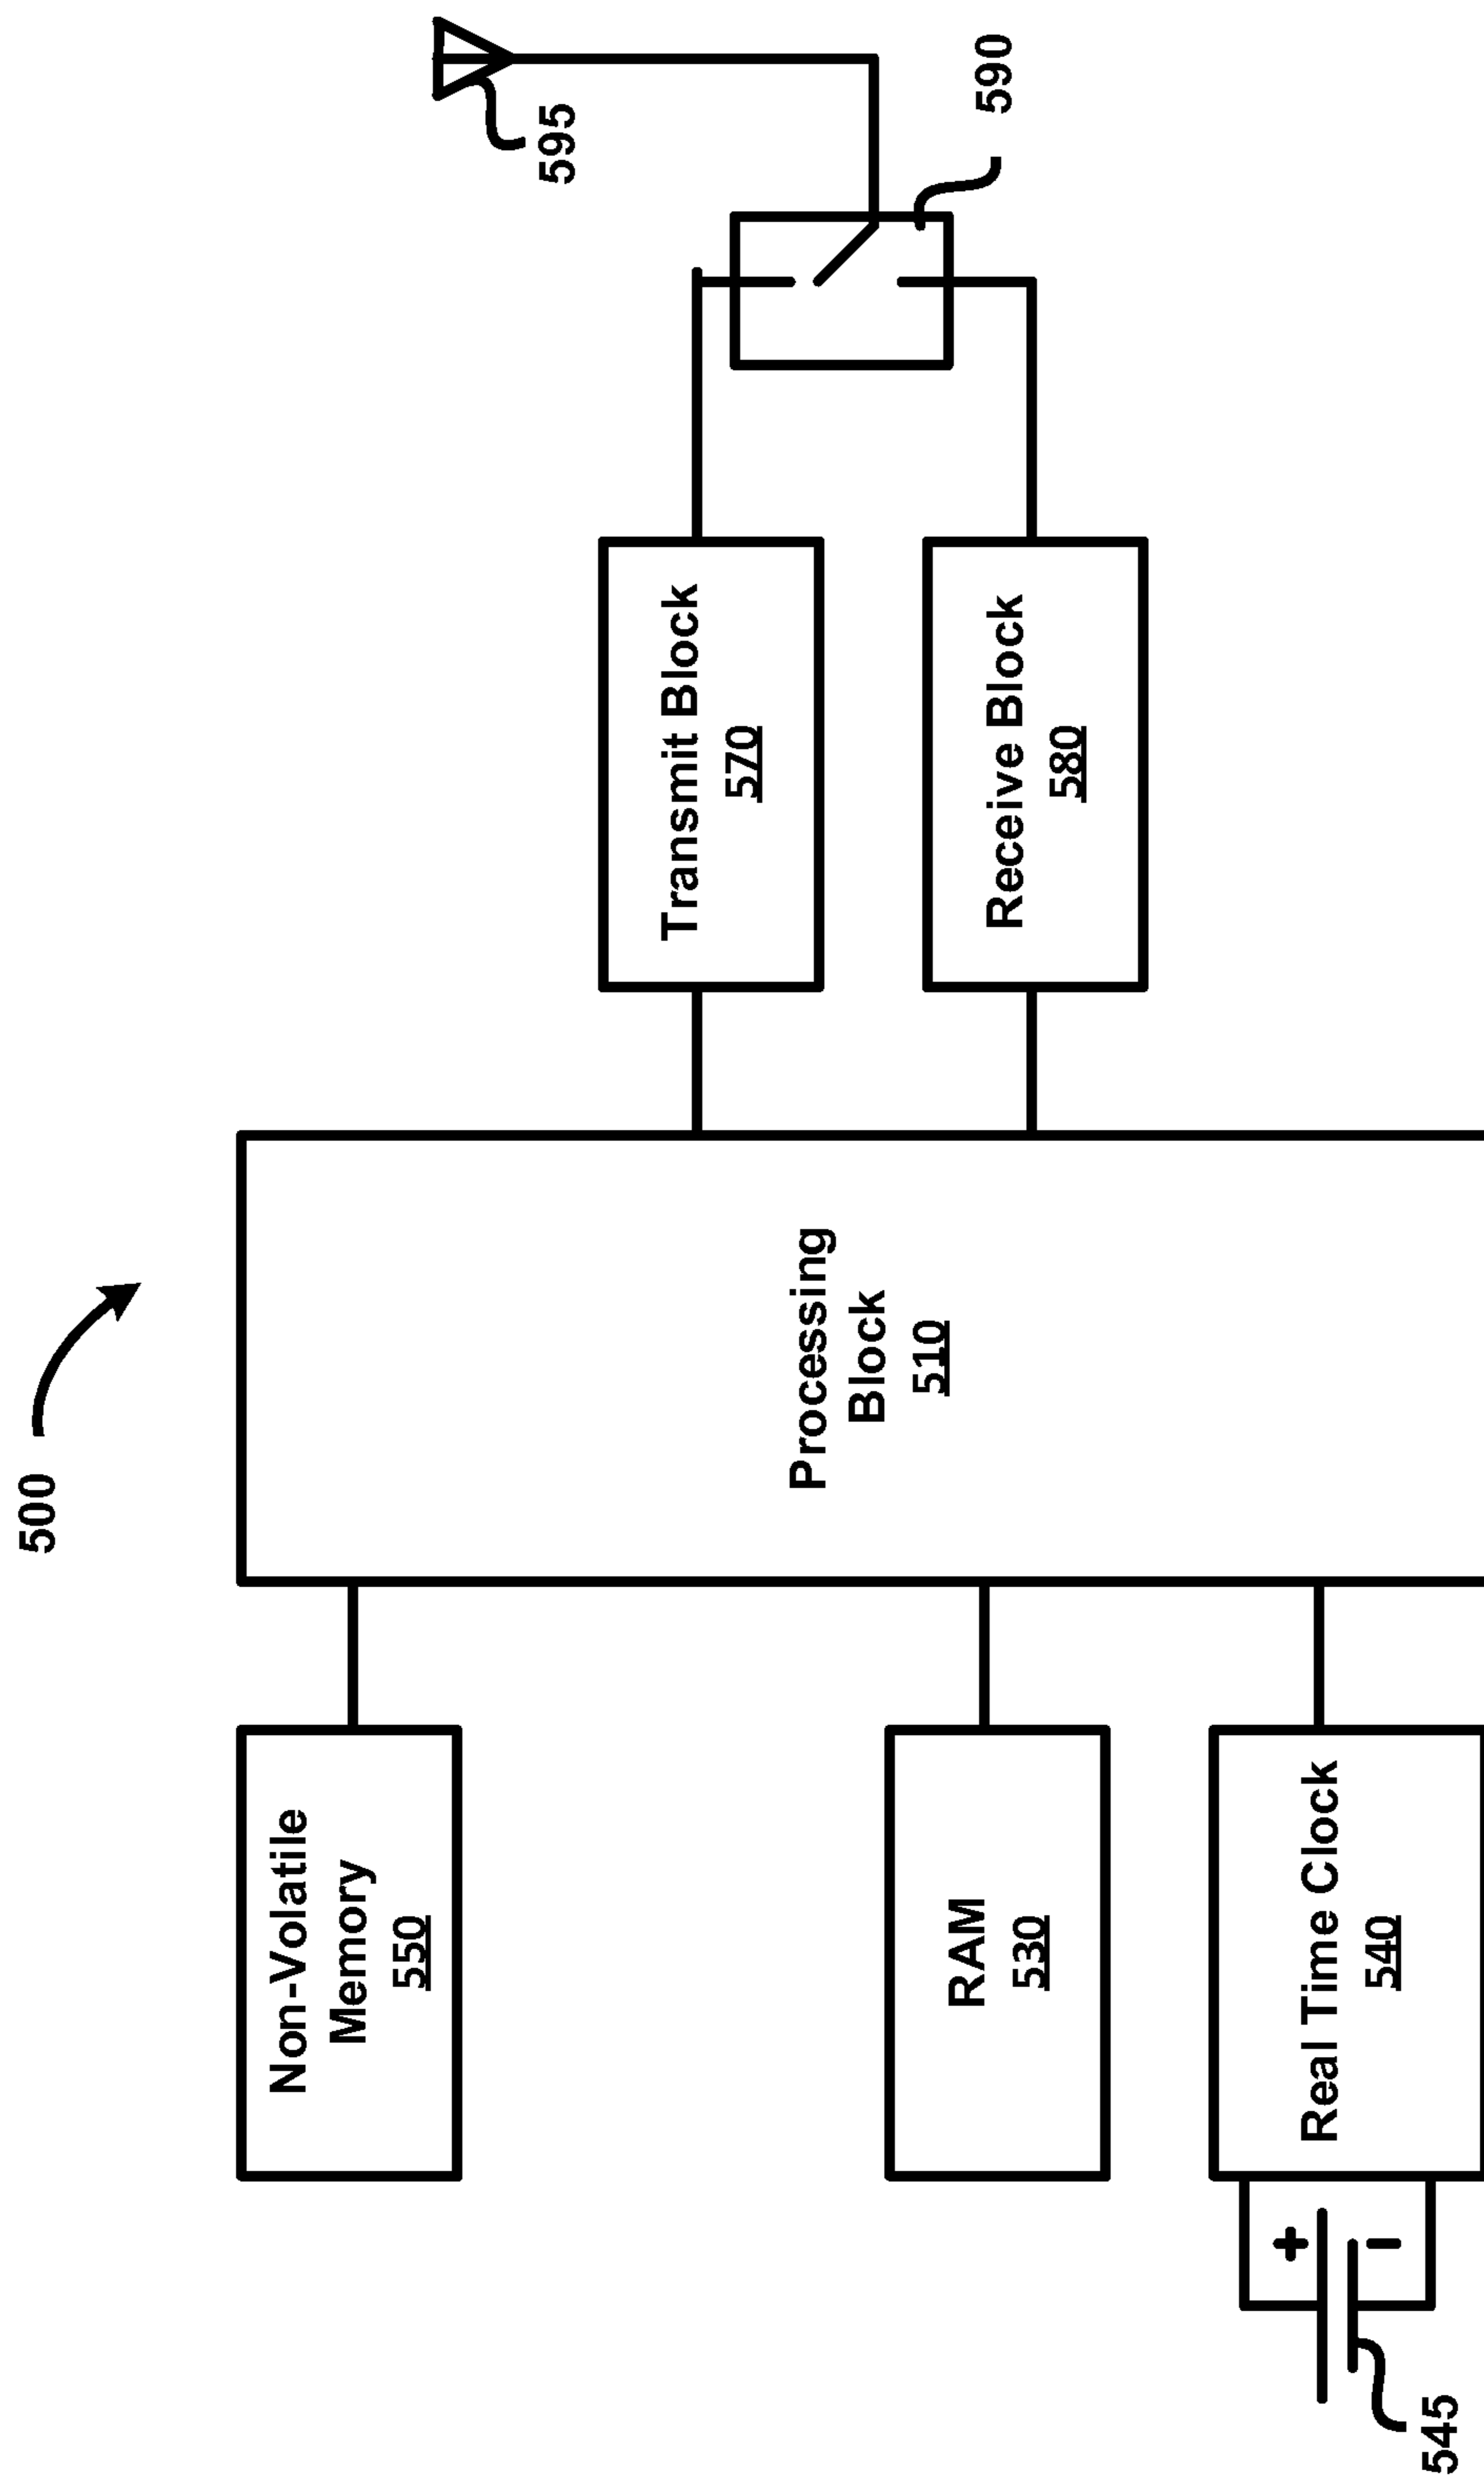 500
Non-Volatile
Memory
550
RAM
530
Real Time Clock
540
+
-
545
Processing
Block
510
Transmit Block
570
Receive Block
580
590
595